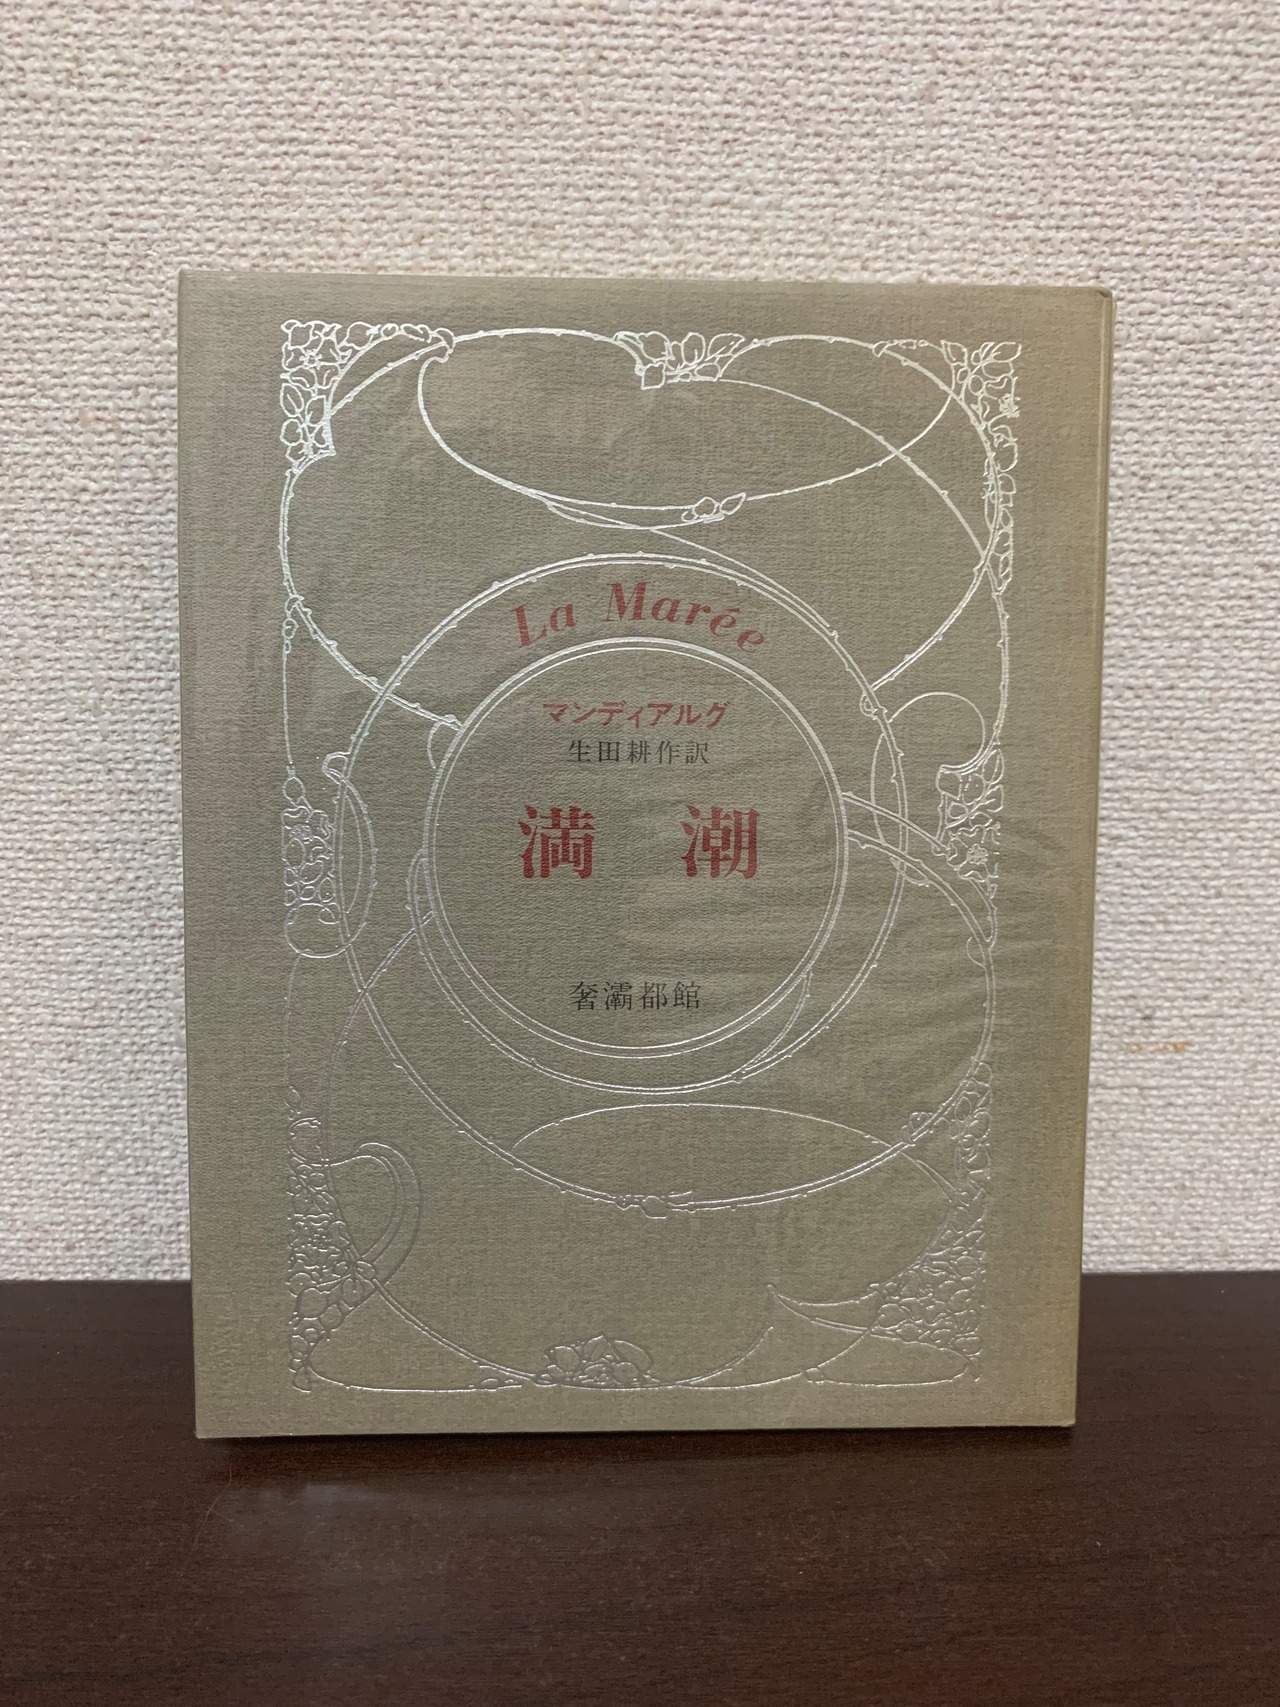 La Marée
マンディアルグ
生田耕作訳
満潮
奢灞都館